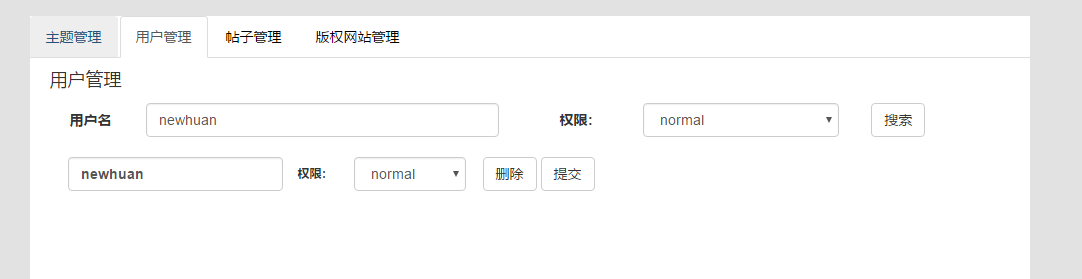 主题管理 用户管理 帖子管理 版权网站管理
用户管理
用户名 newhuan 权限: normal 搜索
newhuan 权限: normal 删除 提交